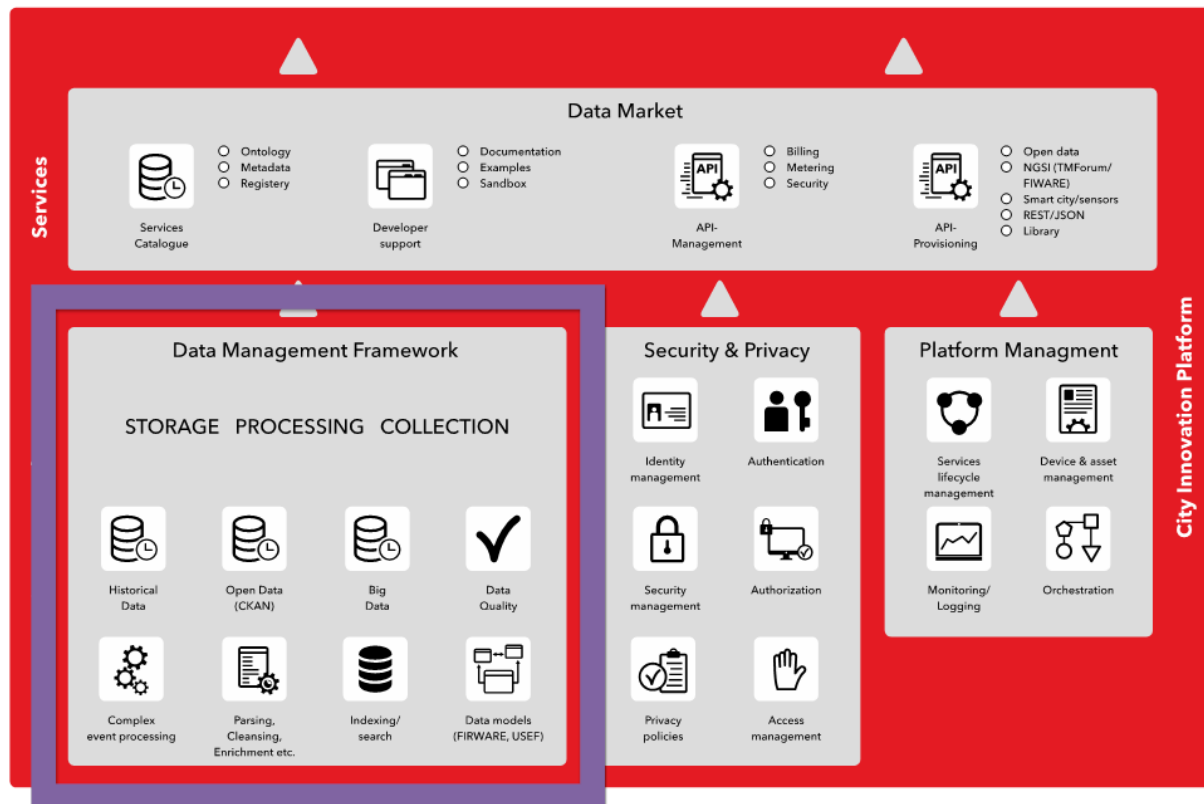 Data Market
Services
Ontology
Metadata
Registery
Services
Catalogue
Documentation
Examples
Sandbox
Developer
support
API
Billing
Metering
Security
API-
Management
API
Open data
NGSI (TMForum/
FIWARE)
Smart city/sensors
REST/JSON
Library
API-
Provisioning
City Innovation Platform
Data Management Framework
STORAGE PROCESSING COLLECTION
Historical
Data
Open Data
(CKAN)
Big
Data
Data
Quality
Complex
event processing
Parsing,
Cleansing,
Enrichment etc.
Indexing/
search
Data models
(FIRWARE, USEF)
Security & Privacy
Identity
management
Authentication
Security
management
Authorization
Privacy
policies
Access
management
Platform Managment
Services
lifecycle
management
Device & asset
management
Monitoring/
Logging
Orchestration